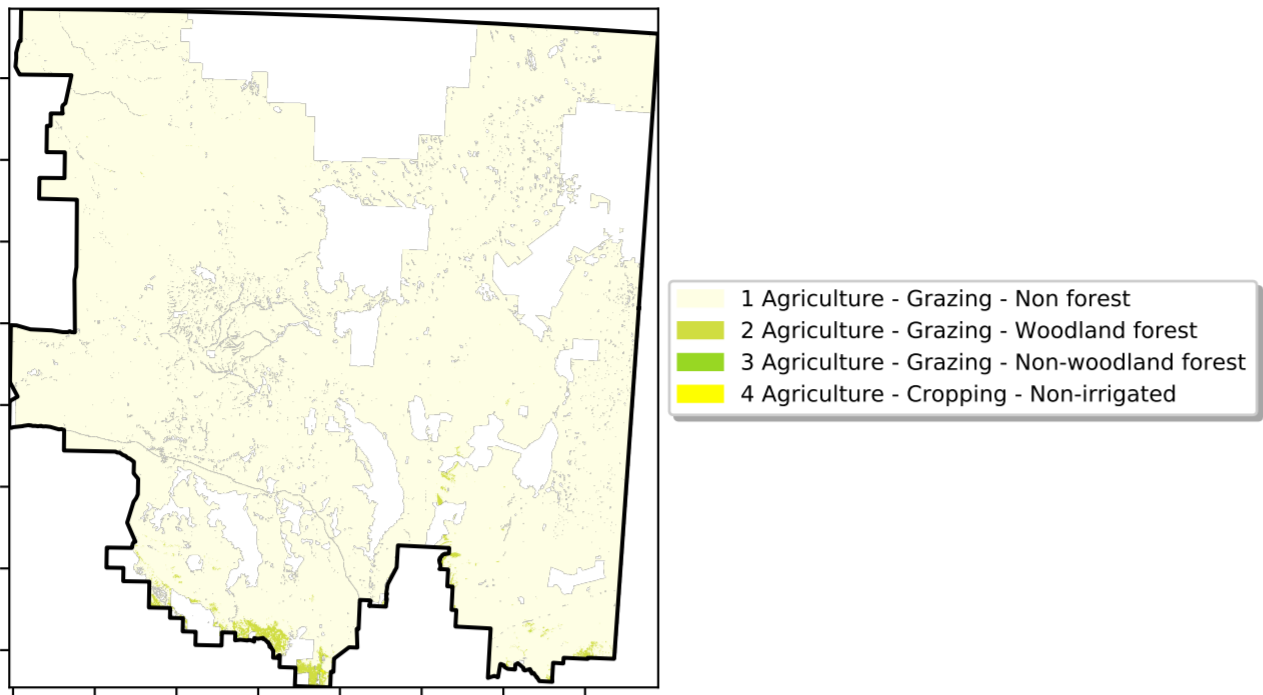 1 Agriculture - Grazing - Non forest
2 Agriculture - Grazing - Woodland forest
3 Agriculture - Grazing - Non-woodland forest
4 Agriculture - Cropping - Non-irrigated